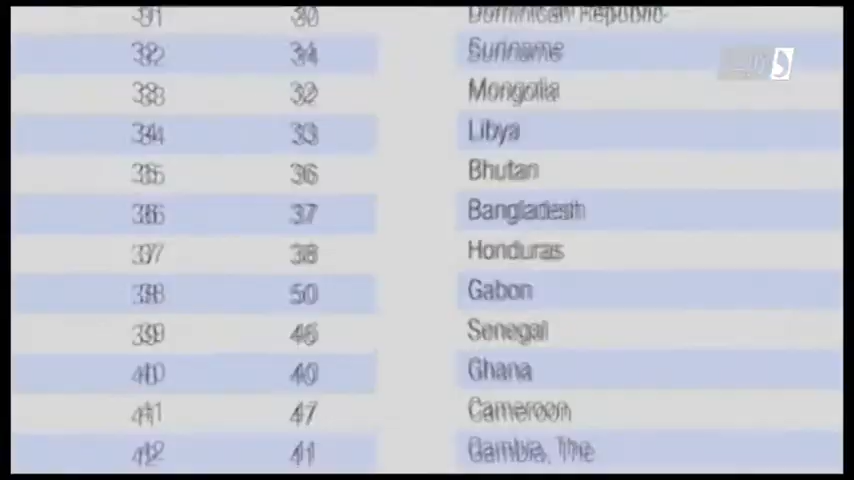 31 30 Dominican Republic
32 34 Suriname
33 32 Mongolia
34 33 Libya
35 36 Bhutan
36 37 Bangladesh
37 38 Honduras
38 50 Gabon
39 46 Senegal
40 40 Ghana
41 47 Cameroon
42 41 Gambia, The